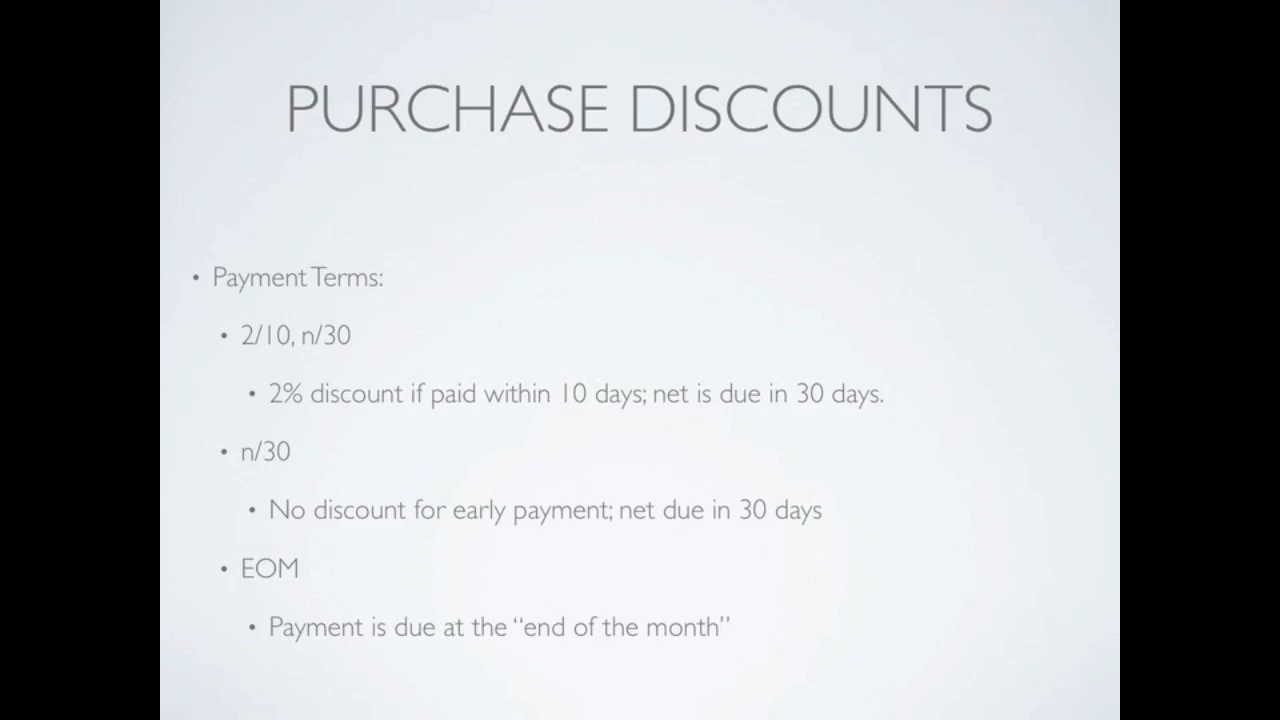 PURCHASE DISCOUNTS
• Payment Terms:
• 2/10, n/30
• 2% discount if paid within 10 days; net is due in 30 days.
• n/30
• No discount for early payment; net due in 30 days
• EOM
• Payment is due at the “end of the month”